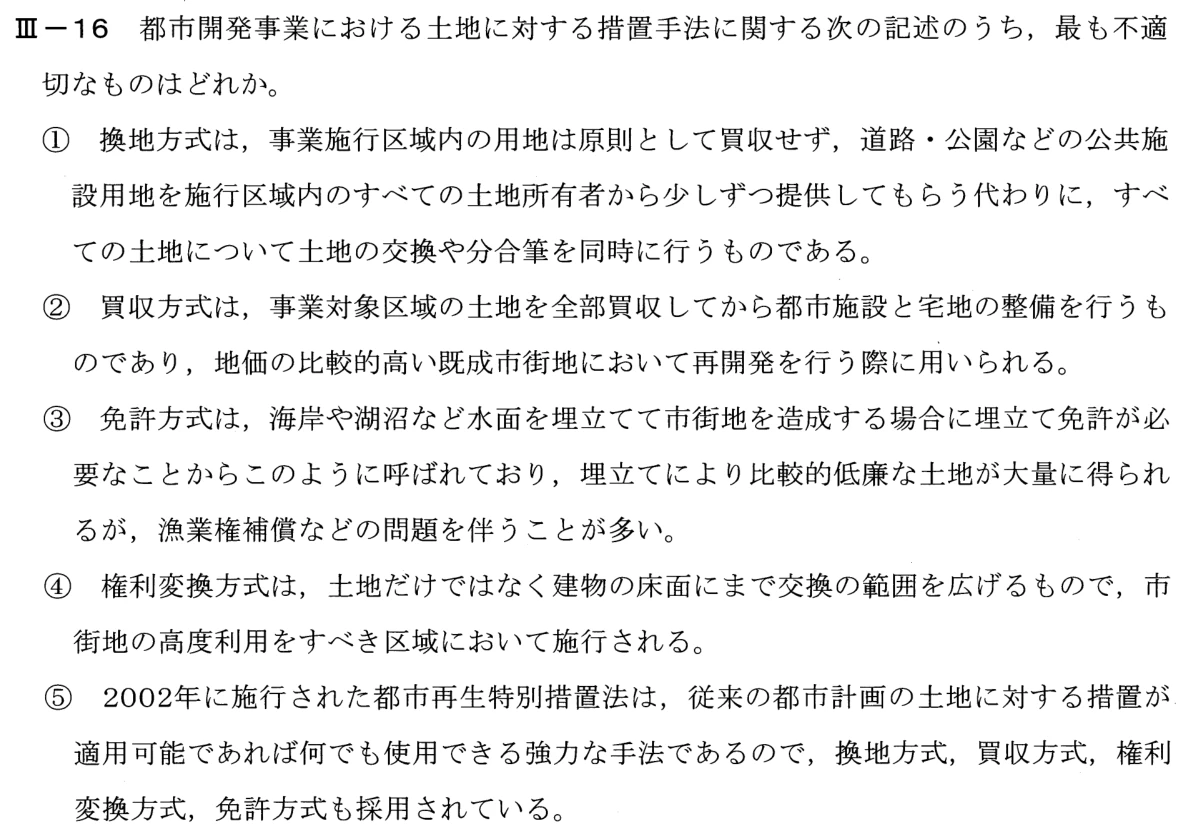 Ⅲ－16　都市開発事業における土地に対する措置手法に関する次の記述のうち，最も不適
切なものはどれか。
①　換地方式は，事業施行区域内の用地は原則として買収せず，道路・公園などの公共施
設用地を施行区域内のすべての土地所有者から少しずつ提供してもらう代わりに，すべ
ての土地について土地の交換や分合筆を同時に行うものである。
②　買収方式は，事業対象区域の土地を全部買収してから都市施設と宅地の整備を行うも
のであり，地価の比較的高い既成市街地において再開発を行う際に用いられる。
③　免許方式は，海岸や湖沼など水面を埋立てて市街地を造成する場合に埋立て免許が必
要なことからこのように呼ばれており，埋立てにより比較的低廉な土地が大量に得られ
るが，漁業権補償などの問題を伴うことが多い。
④　権利変換方式は，土地だけではなく建物の床面にまで交換の範囲を広げるもので，市
街地の高度利用をすべき区域において施行される。
⑤　2002年に施行された都市再生特別措置法は，従来の都市計画の土地に対する措置が
適用可能であれば何でも使用できる強力な手法であるので，換地方式，買収方式，権利
変換方式，免許方式も採用されている。